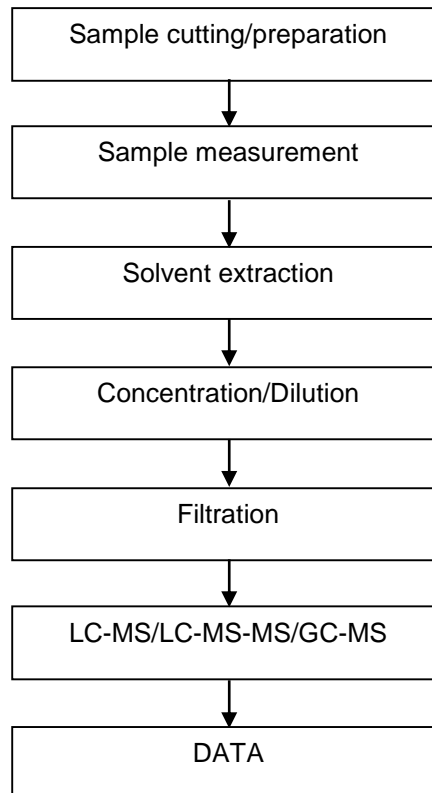 Sample cutting/preparation
Sample measurement
Solvent extraction
Concentration/Dilution
Filtration
LC-MS/LC-MS-MS/GC-MS
DATA